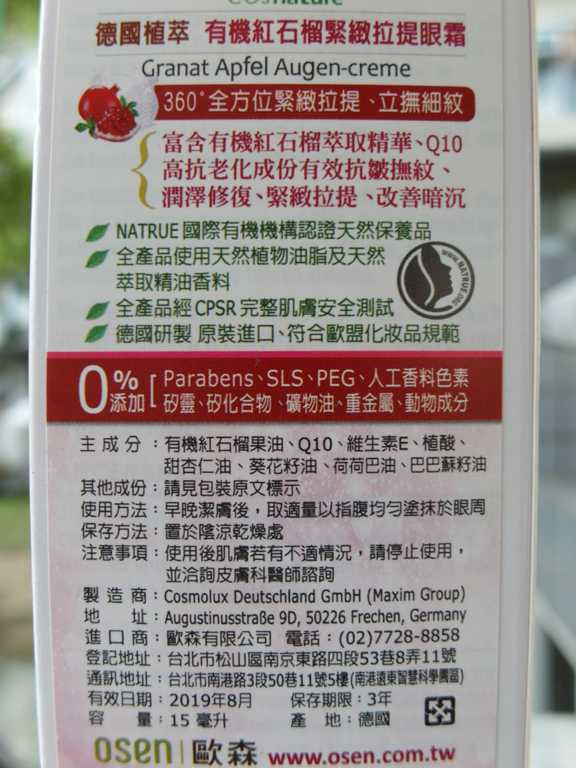 cosnature
德國植萃 有機紅石榴緊緻拉提眼霜
Granat Apfel Augen-creme
360°全方位緊緻拉提、立撫細紋
富含有機紅石榴萃取精華、Q10
高抗老化成份有效抗皺撫紋、
潤澤修復、緊緻拉提、改善暗沉
NATRUE國際有機機構認證天然保養品
全產品使用天然植物油脂及天然
萃取精油香料
www.NATRUE.org
全產品經CPSR完整肌膚安全測試
德國研製 原裝進口、符合歐盟化妝品規範
0%添加 [ Parabens、SLS、PEG、人工香料色素
矽靈、矽化合物、礦物油、重金屬、動物成分
主成分：有機紅石榴果油、Q10、維生素E、植酸、
甜杏仁油、葵花籽油、荷荷巴油、巴巴蘇籽油
其他成份：請見包裝原文標示
使用方法：早晚潔膚後，取適量以指腹均勻塗抹於眼周
保存方法：置於陰涼乾燥處
注意事項：使用後肌膚若有不適情況，請停止使用，
並洽詢皮膚科醫師諮詢
製造商：Cosmolux Deutschland GmbH (Maxim Group)
地址：Augustinusstraße 9D, 50226 Frechen, Germany
進口商：歐森有限公司 電話：(02)7728-8858
登記地址：台北市松山區南京東路四段53巷8弄11號
通訊地址：台北市南港路3段50巷11號5樓(南港遠東智慧科學園區)
有效日期：2019年8月 保存期限：3年
容量：15 毫升 產地：德國
osen | 歐森 www.osen.com.tw